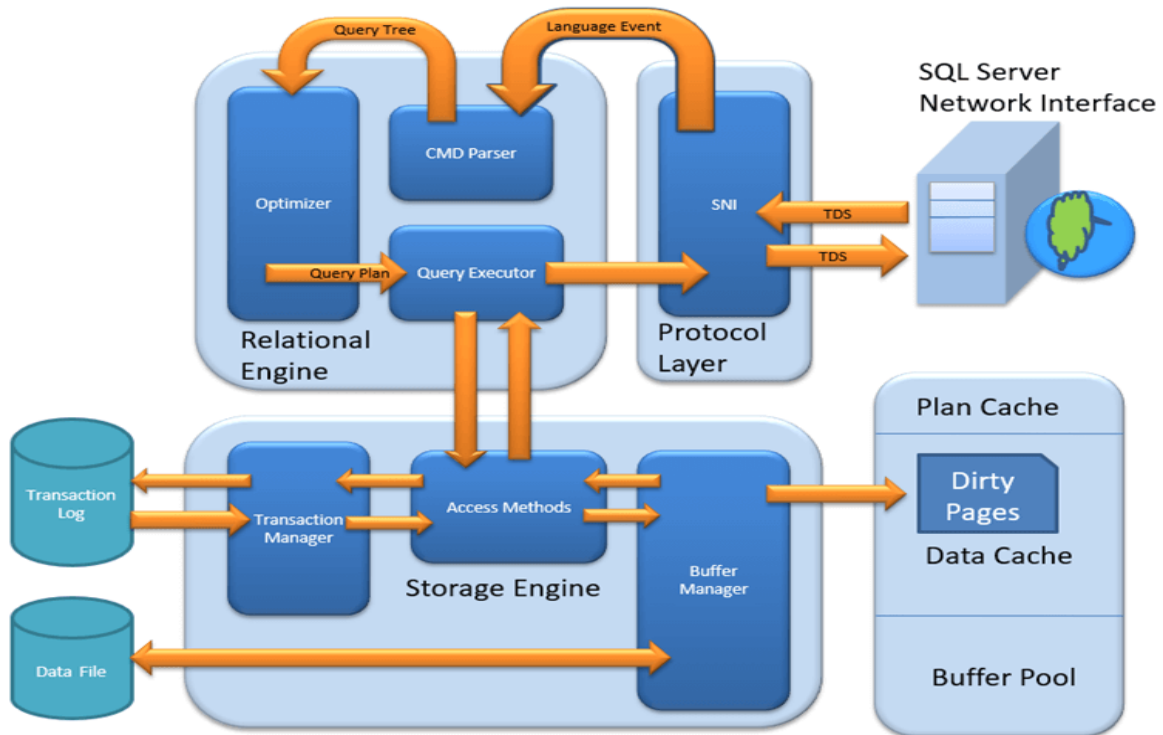 Query Tree
Language Event
SQL Server
Network Interface
CMD Parser
Optimizer
SNI
TDS
TDS
Query Plan
Query Executor
Relational
Engine
Protocol
Layer
Plan Cache
Dirty
Pages
Data Cache
Buffer Pool
Transaction
Log
Transaction
Manager
Access Methods
Storage Engine
Buffer
Manager
Data File